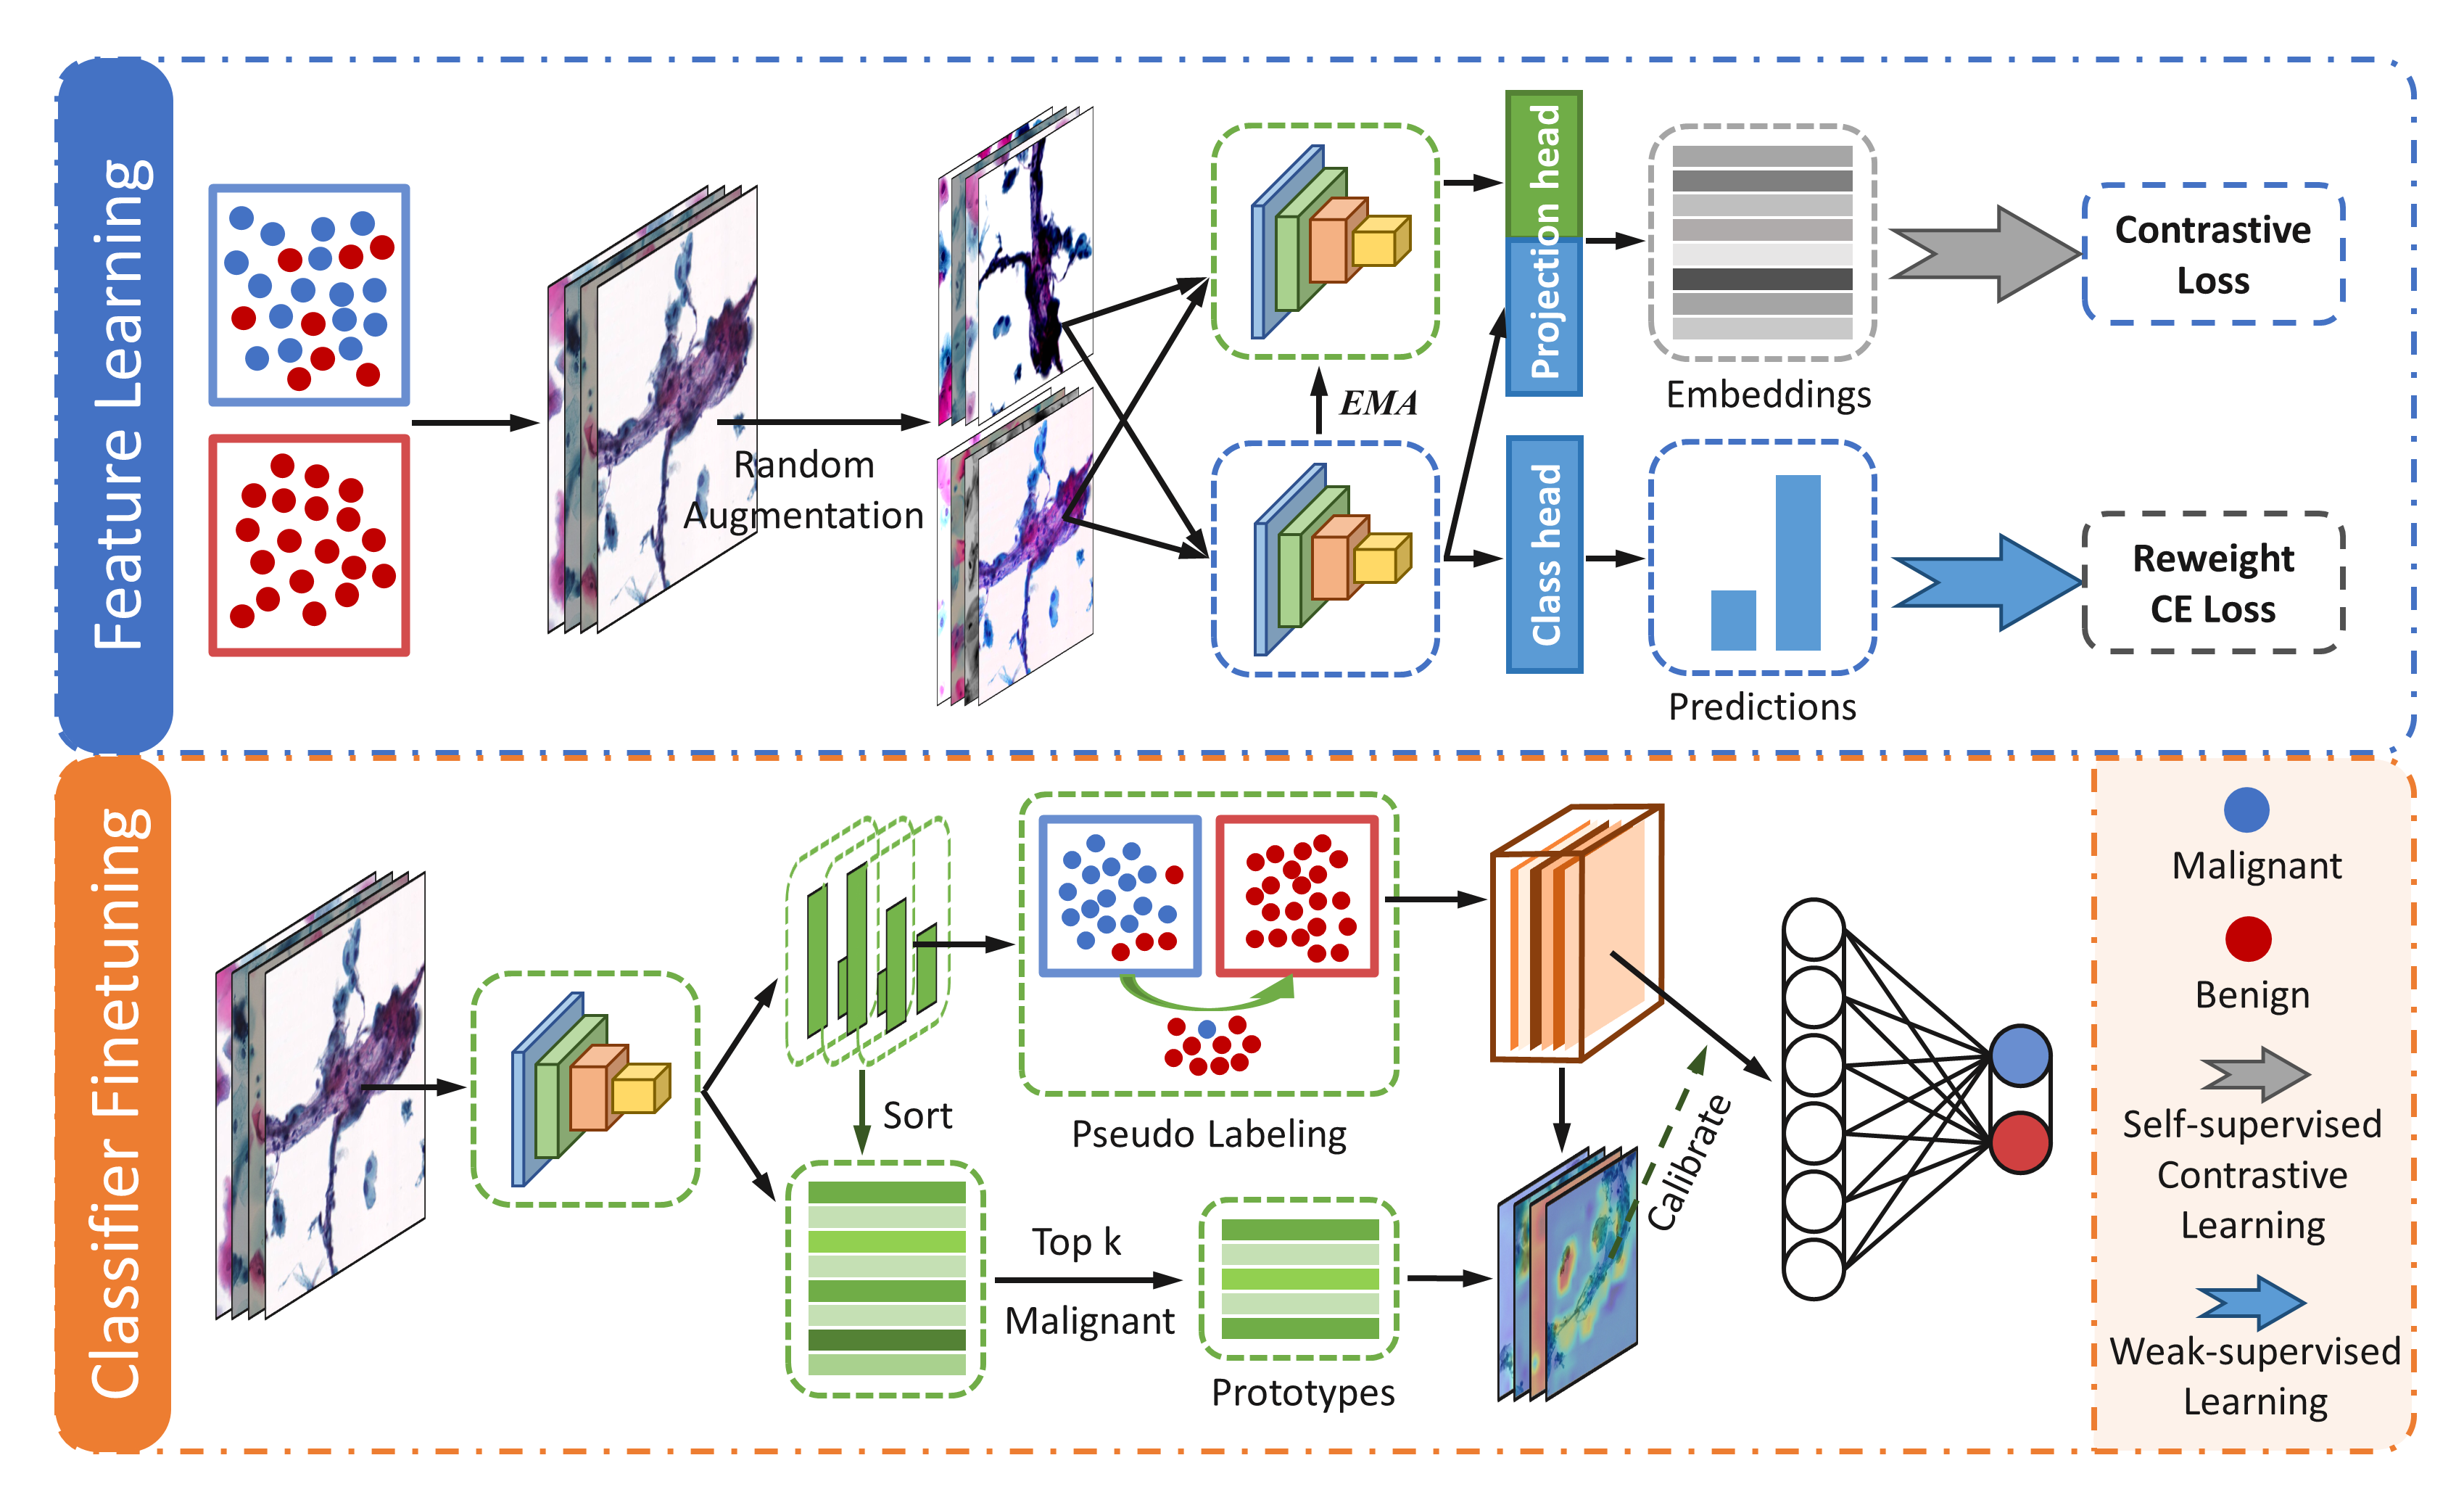 Feature Learning
Random
Augmentation
EMA
Projection head
Class head
Embeddings
Predictions
Contrastive
Loss
Reweight
CE Loss
Classifier Finetuning
Sort
Pseudo Labeling
Top k
Malignant
Prototypes
Calibrate
Malignant
Benign
Self-supervised
Contrastive
Learning
Weak-supervised
Learning